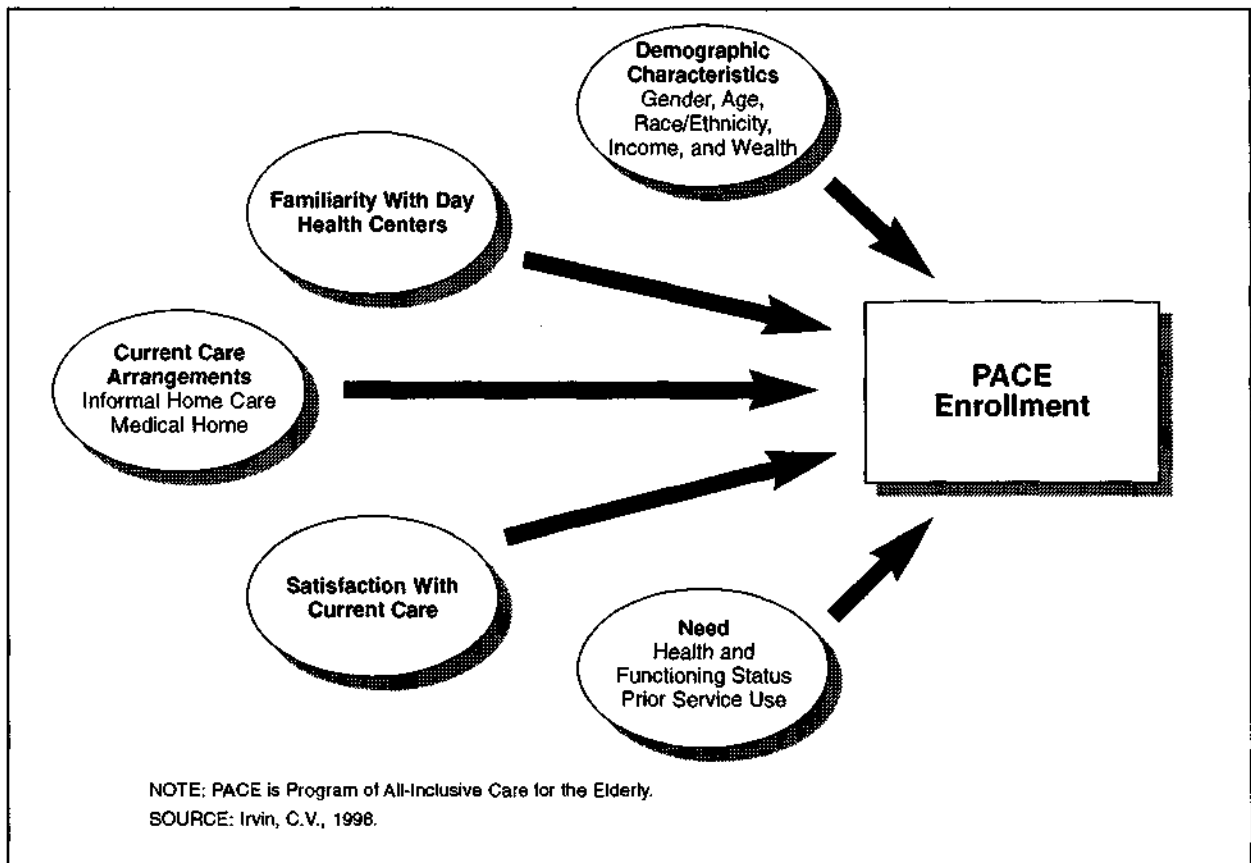 Demographic
Characteristics
Gender, Age,
Race/Ethnicity,
Income, and Wealth
Familiarity With Day
Health Centers
Current Care
Arrangements
Informal Home Care
Medical Home
PACE
Enrollment
Satisfaction With
Current Care
Need
Health and
Functioning Status
Prior Service Use
NOTE: PACE is Program of All-Inclusive Care for the Elderly.
SOURCE: Irvin, C.V., 1998.